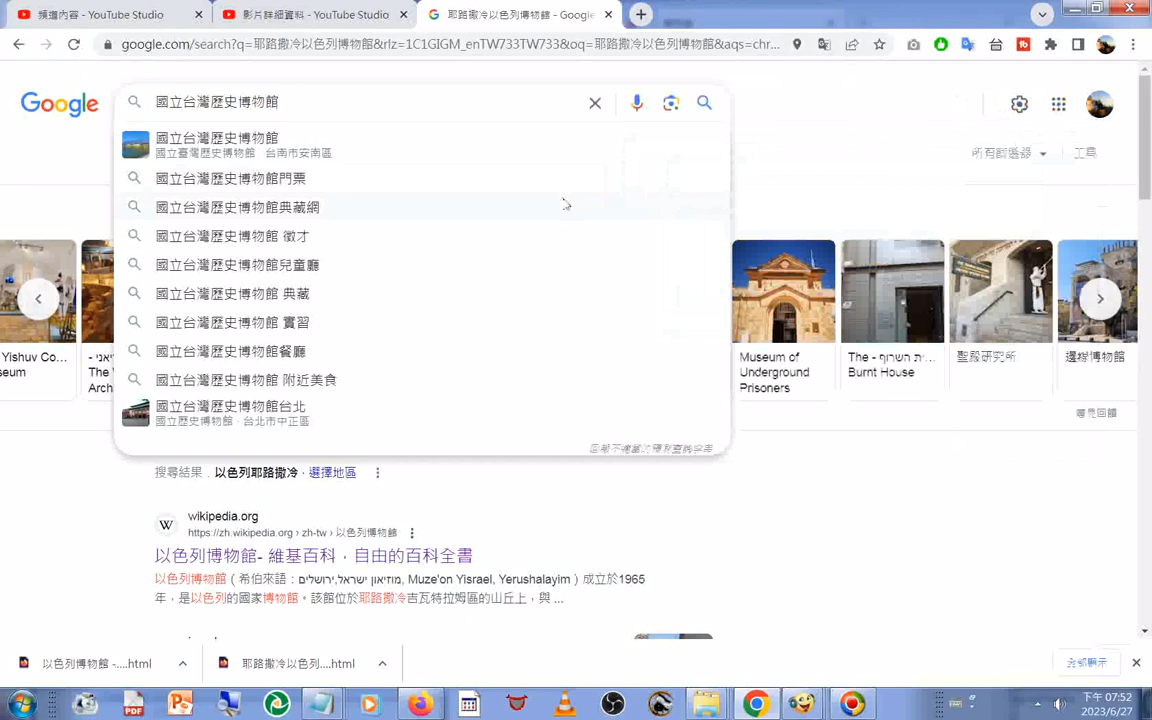 頻道內容 - YouTube Studio
影片詳細資料 - YouTube Studio
耶路撒冷以色列博物館 - Google
google.com/search?q=耶路撒冷以色列博物館&rlz=1C1GIGM_enTW733TW733&oq=耶路撒冷以色列博物館&aqs=chr...
Google
國立台灣歷史博物館
國立台灣歷史博物館
國立臺灣歷史博物館 · 台南市安南區
國立台灣歷史博物館門票
國立台灣歷史博物館典藏網
國立台灣歷史博物館 徵才
國立台灣歷史博物館兒童廳
國立台灣歷史博物館 典藏
國立台灣歷史博物館 實習
國立台灣歷史博物館餐廳
國立台灣歷史博物館 附近美食
國立台灣歷史博物館台北
國立歷史博物館 · 台北市中正區
所有篩選器
工具
Yishuv Co...
seum
The W...
Arch
Museum of
Underground
Prisoners
The - ית השרוף...
Burnt House
聖殿研究所
邊緣博物館
搜尋結果 · 以色列耶路撒冷 · 選擇地區
W
wikipedia.org
https://zh.wikipedia.org › zh-tw › 以色列博物館
以色列博物館- 維基百科，自由的百科全書
以色列博物館（希伯來語：מוזיאון ישראל,ירושלים, Muze'on Yisrael, Yerushalayim）成立於1965
年，是以色列的國家博物館。該館位於耶路撒冷吉瓦特拉姆區的山丘上，與 ...
以色列博物館 -....html
耶路撒冷以色列....html
全部顯示
PDF
下午 07:52
2023/6/27